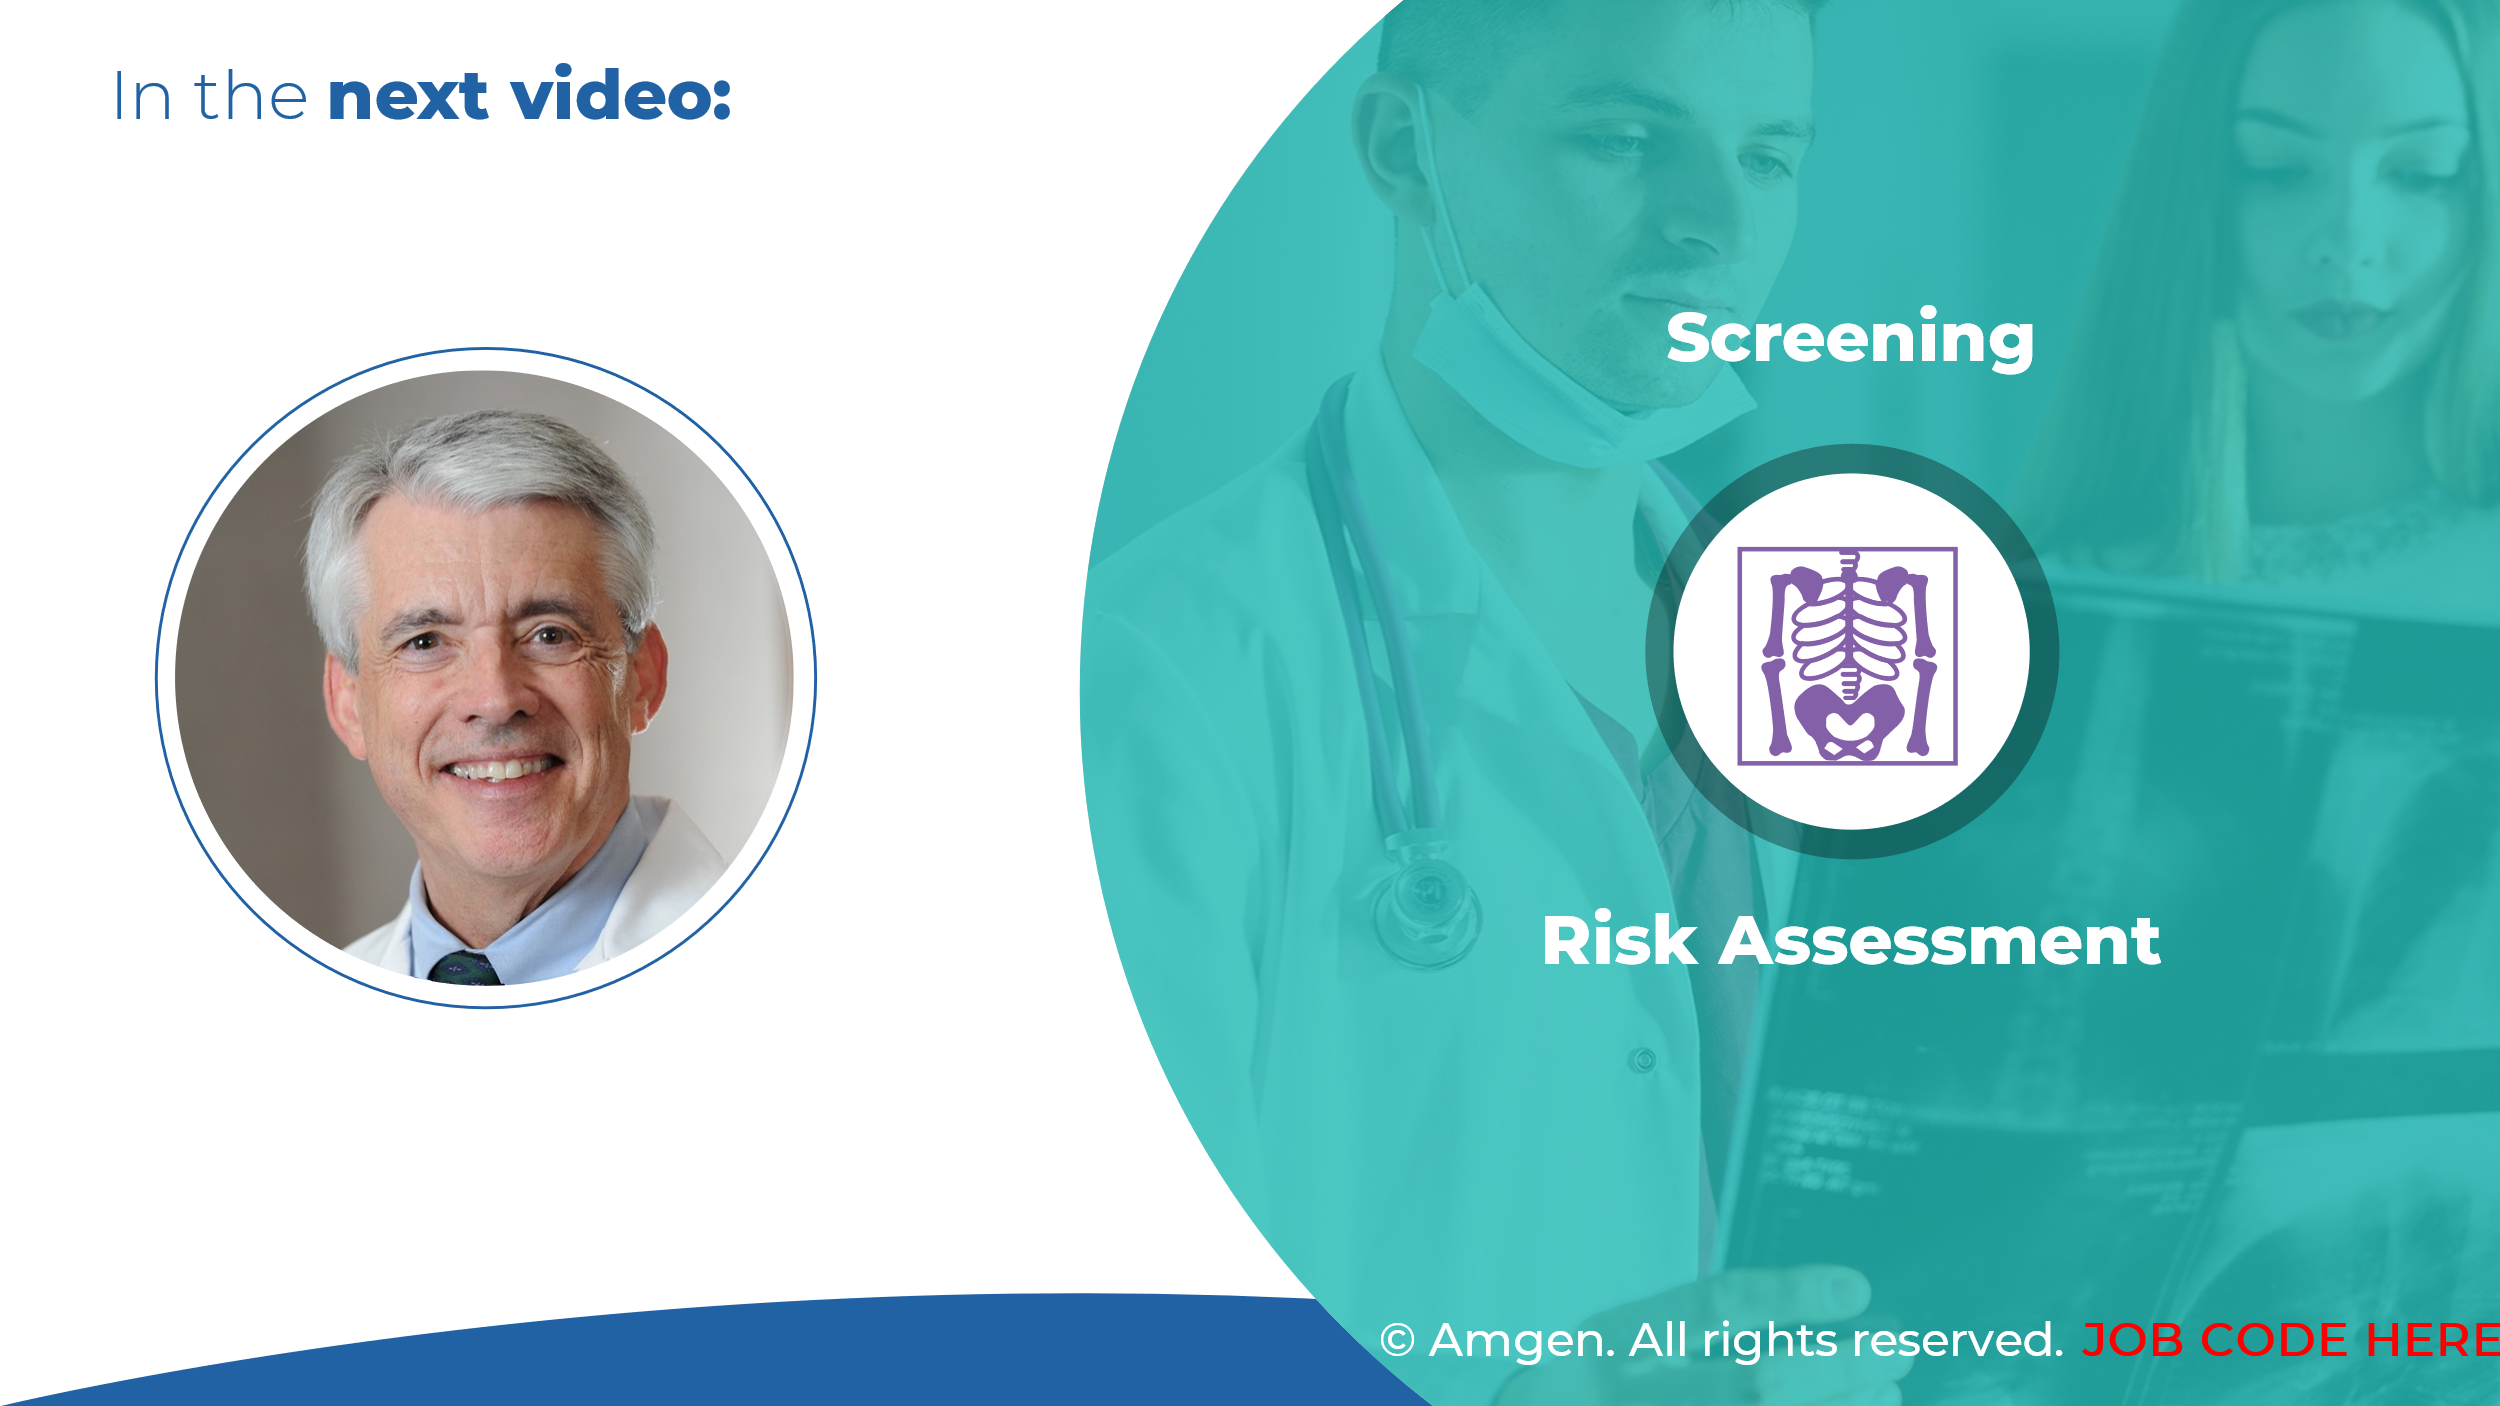 In the next video:
Screening
Risk Assessment
© Amgen. All rights reserved. JOB CODE HERE